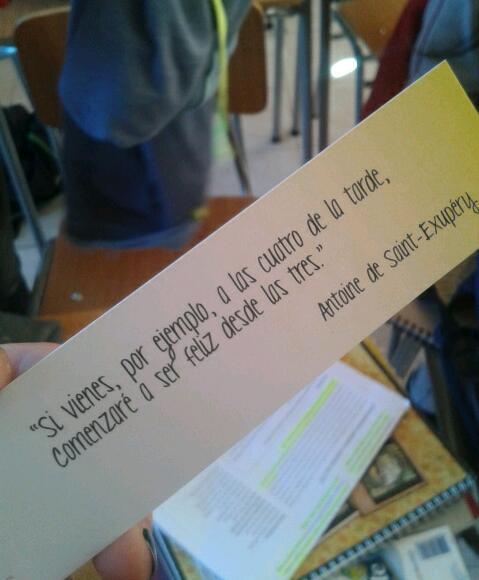 "Si vienes, por ejemplo, a las cuatro de la tarde,
comenzaré a ser feliz desde las tres."
Antoine de Saint-Exupéry